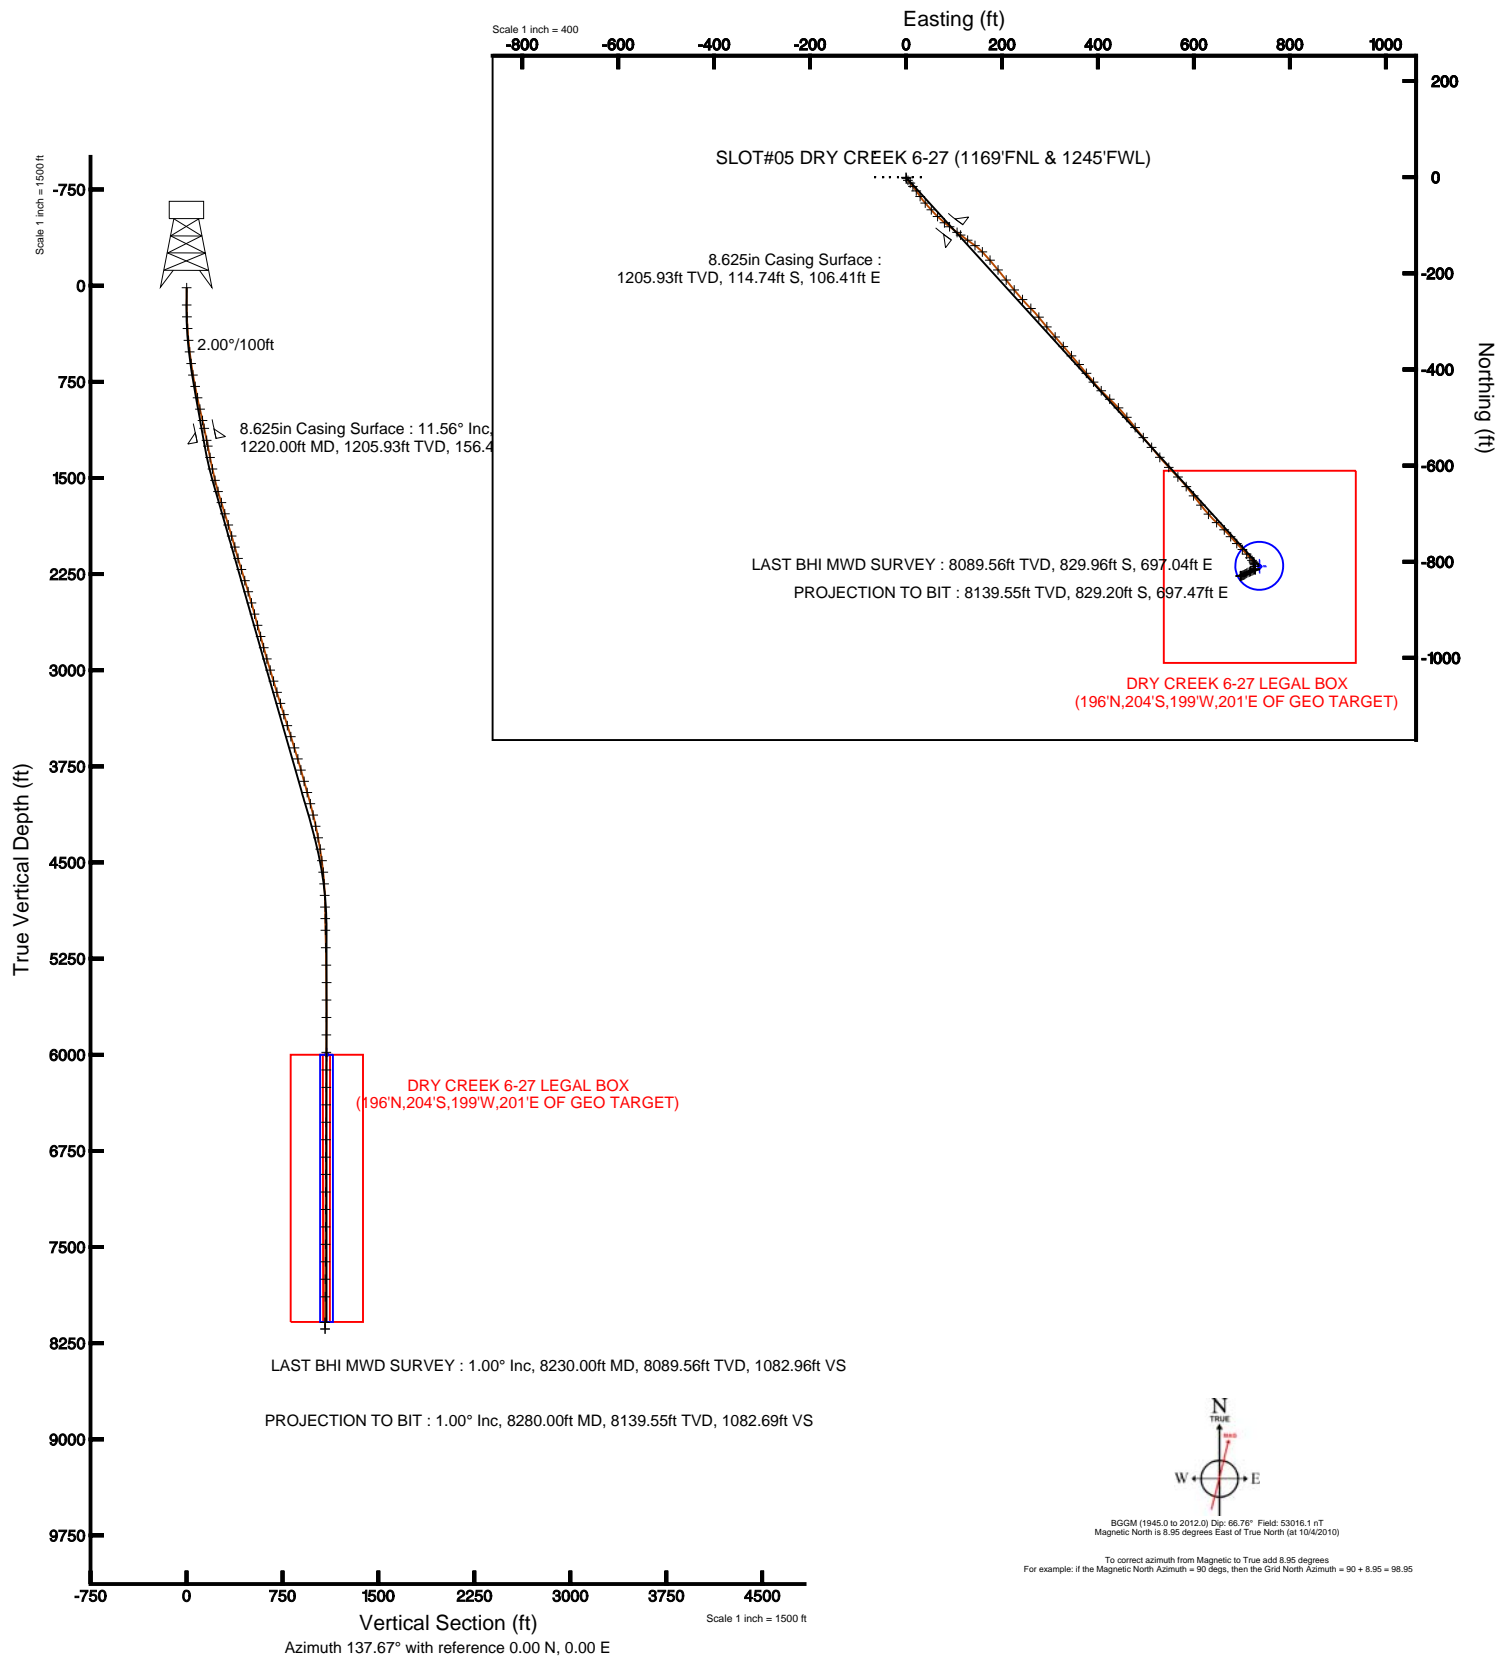 Easting (ft)
Scale 1 inch = 400
-800 -600 -400 -200 0 200 400 600 800 1000
200
0
-200
-400
-600
-800
-1000
Northing (ft)
SLOT#05 DRY CREEK 6-27 (1169'FNL & 1245'FWL)
8.625in Casing Surface :
1205.93ft TVD, 114.74ft S, 106.41ft E
LAST BHI MWD SURVEY : 8089.56ft TVD, 829.96ft S, 697.04ft E
PROJECTION TO BIT : 8139.55ft TVD, 829.20ft S, 697.47ft E
DRY CREEK 6-27 LEGAL BOX
(196'N,204'S,199'W,201'E OF GEO TARGET)
Scale 1 inch = 1500 ft
-750
0
750
1500
2250
3000
3750
4500
5250
6000
6750
7500
8250
9000
9750
True Vertical Depth (ft)
2.00°/100ft
8.625in Casing Surface : 11.56° Inc,
1220.00ft MD, 1205.93ft TVD, 156.4
DRY CREEK 6-27 LEGAL BOX
(196'N,204'S,199'W,201'E OF GEO TARGET)
LAST BHI MWD SURVEY : 1.00° Inc, 8230.00ft MD, 8089.56ft TVD, 1082.96ft VS
PROJECTION TO BIT : 1.00° Inc, 8280.00ft MD, 8139.55ft TVD, 1082.69ft VS
-750 0 750 1500 2250 3000 3750 4500
Vertical Section (ft)
Scale 1 inch = 1500 ft
Azimuth 137.67° with reference 0.00 N, 0.00 E
N
TRUE
MAG
W E
BGGM (1945.0 to 2012.0) Dip: 66.76° Field: 53016.1 nT
Magnetic North is 8.95 degrees East of True North (at 10/4/2010)
To correct azimuth from Magnetic to True add 8.95 degrees
For example: if the Magnetic North Azimuth = 90 degs, then the Grid North Azimuth = 90 + 8.95 = 98.95